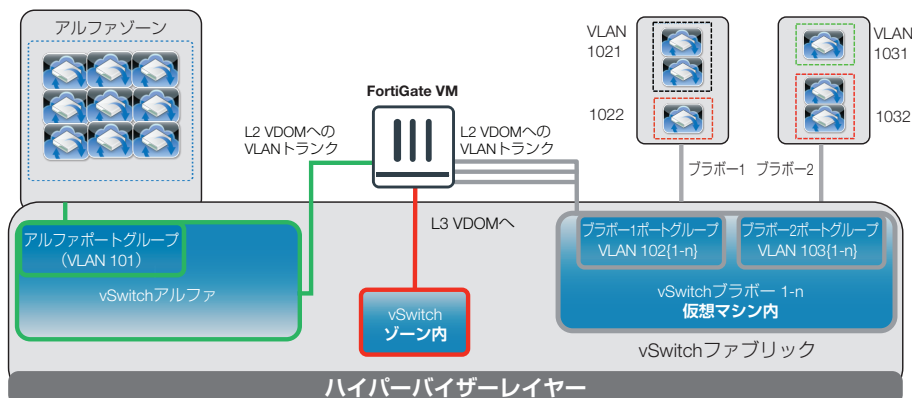 アルファゾーン
VLAN
1021
1022
VLAN
1031
1032
FortiGate VM
L2 VDOMへの
VLANトランク
L2 VDOMへの
VLANトランク
ブラボー1
ブラボー2
L3 VDOMへ
アルファポートグループ
（VLAN 101）
vSwitchアルファ
vSwitch
ゾーン内
ブラボー1ポートグループ
VLAN 102{1-n}
ブラボー2ポートグループ
VLAN 103{1-n}
vSwitchブラボー 1-n
仮想マシン内
vSwitchファブリック
ハイパーバイザーレイヤー